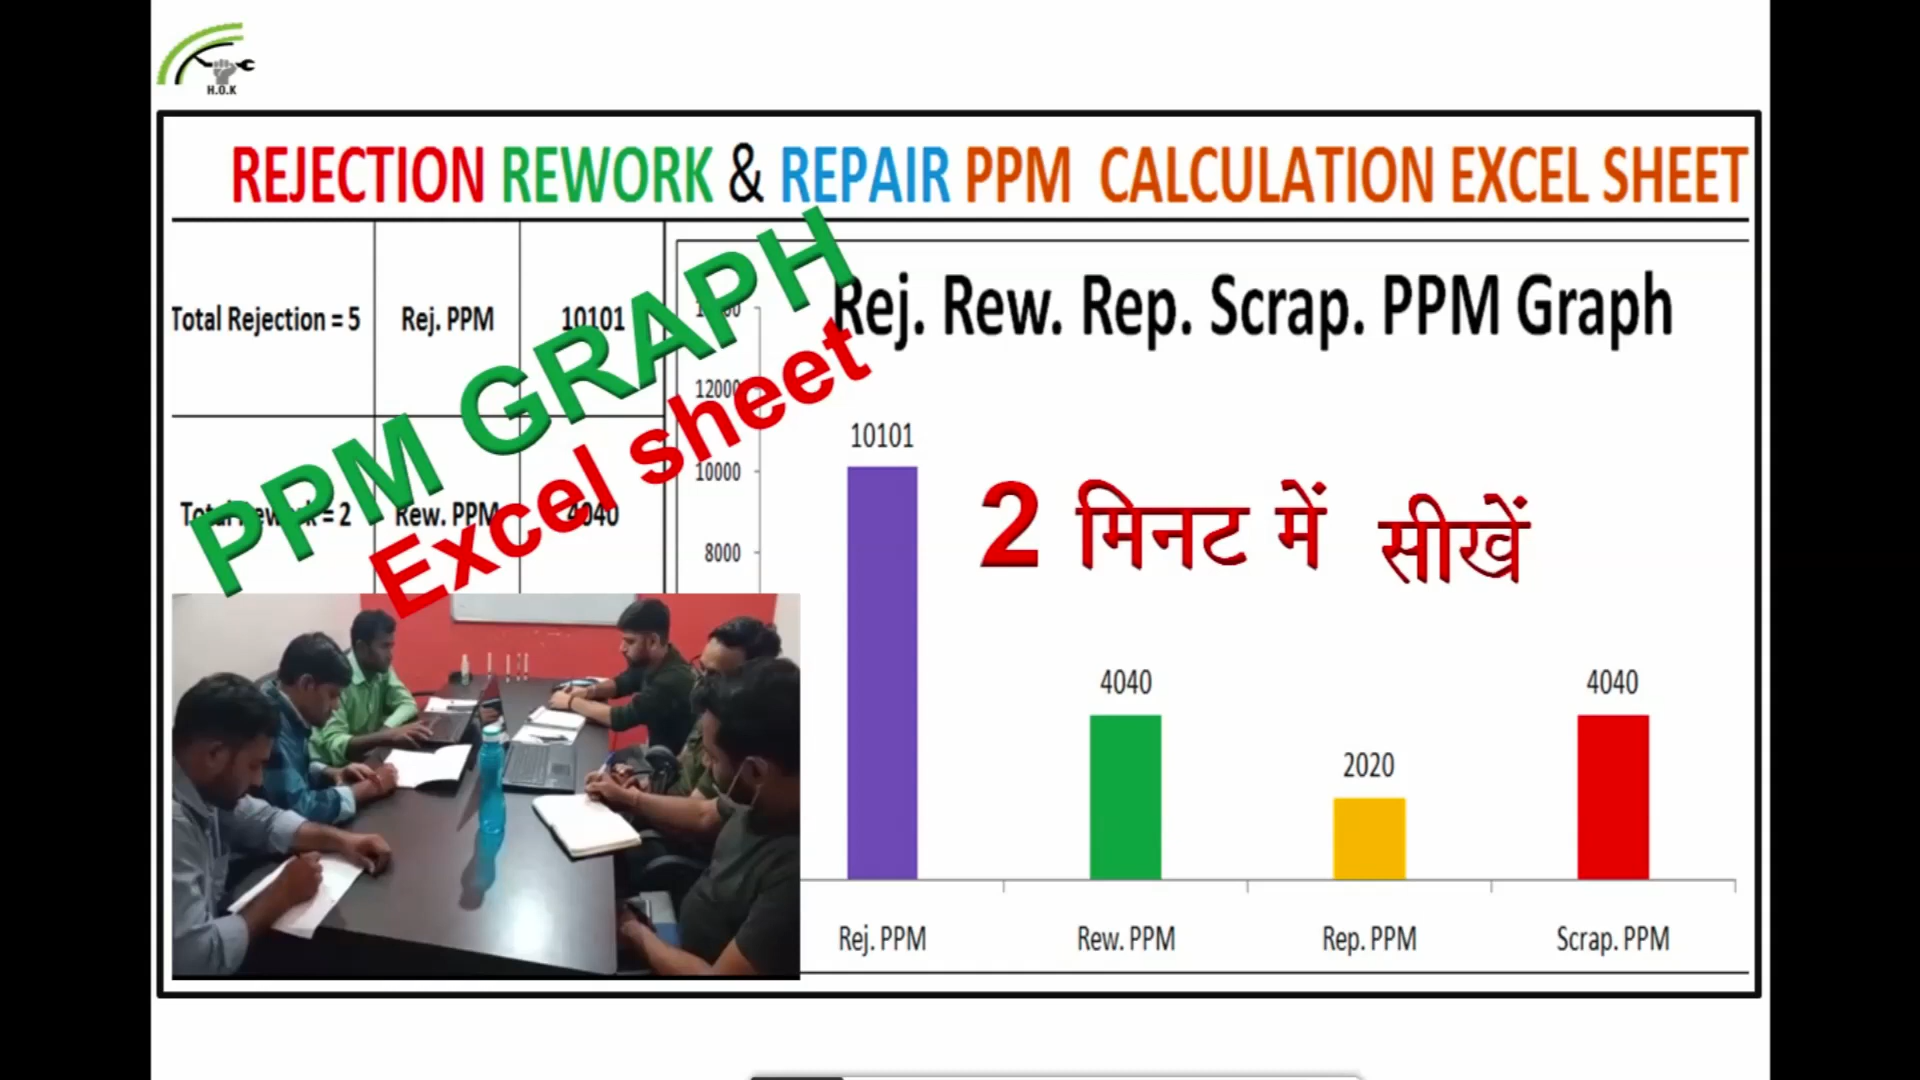 H.O.K
REJECTION REWORK & REPAIR PPM CALCULATION EXCEL SHEET
PPM GRAPH
Excel sheet
Total Rejection = 5 Rej. PPM 10101
= 2 Rew. PPM 4040
Rej. Rew. Rep. Scrap. PPM Graph
12000
10000
8000
10101
4040
2020
4040
2 मिनट में सीखें
Rej. PPM Rew. PPM Rep. PPM Scrap. PPM